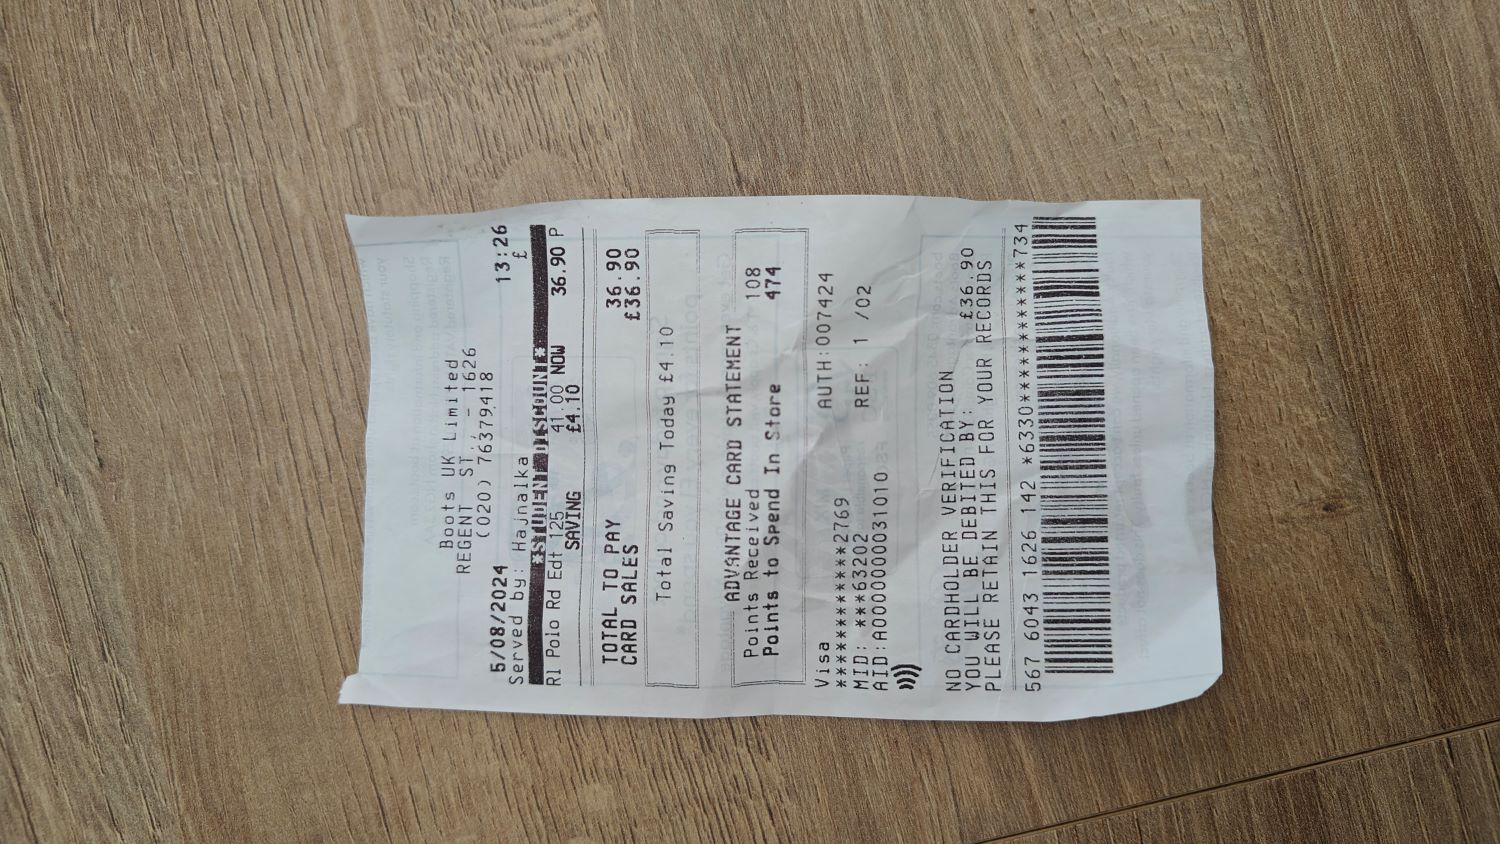 Boots UK Limited
REGENT ST., - 1626
(020) 76379418
5/08/2024 13:26
Served by: Hajnalka £
*STUDENT DISCOUNT*
Rl Polo Rd Edt 125 41.00 NOW 36.90 P
SAVING £4.10
TOTAL TO PAY 36.90
CARD SALES £36.90
Total Saving Today £4.10
ADVANTAGE CARD STATEMENT
Points Received 108
Points to Spend In Store 474
Visa AUTH:007424
************2769
MID: ***63202 REF: 1 /02
AID:A0000000031010
NO CARDHOLDER VERIFICATION
YOU WILL BE DEBITED BY: £36.90
PLEASE RETAIN THIS FOR YOUR RECORDS
567 6043 1626 142 *6330************734